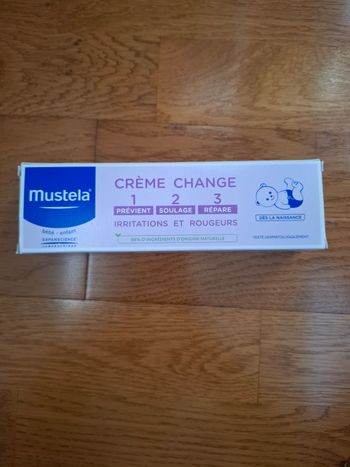 mustela
bébé - enfant
EXPANSCIENCE
LABORATOIRES
CRÈME CHANGE
1 2 3
PRÉVIENT SOULAGE RÉPARE
IRRITATIONS ET ROUGEURS
98% D'INGRÉDIENTS D'ORIGINE NATURELLE
DÈS LA NAISSANCE
TESTÉ DERMATOLOGIQUEMENT